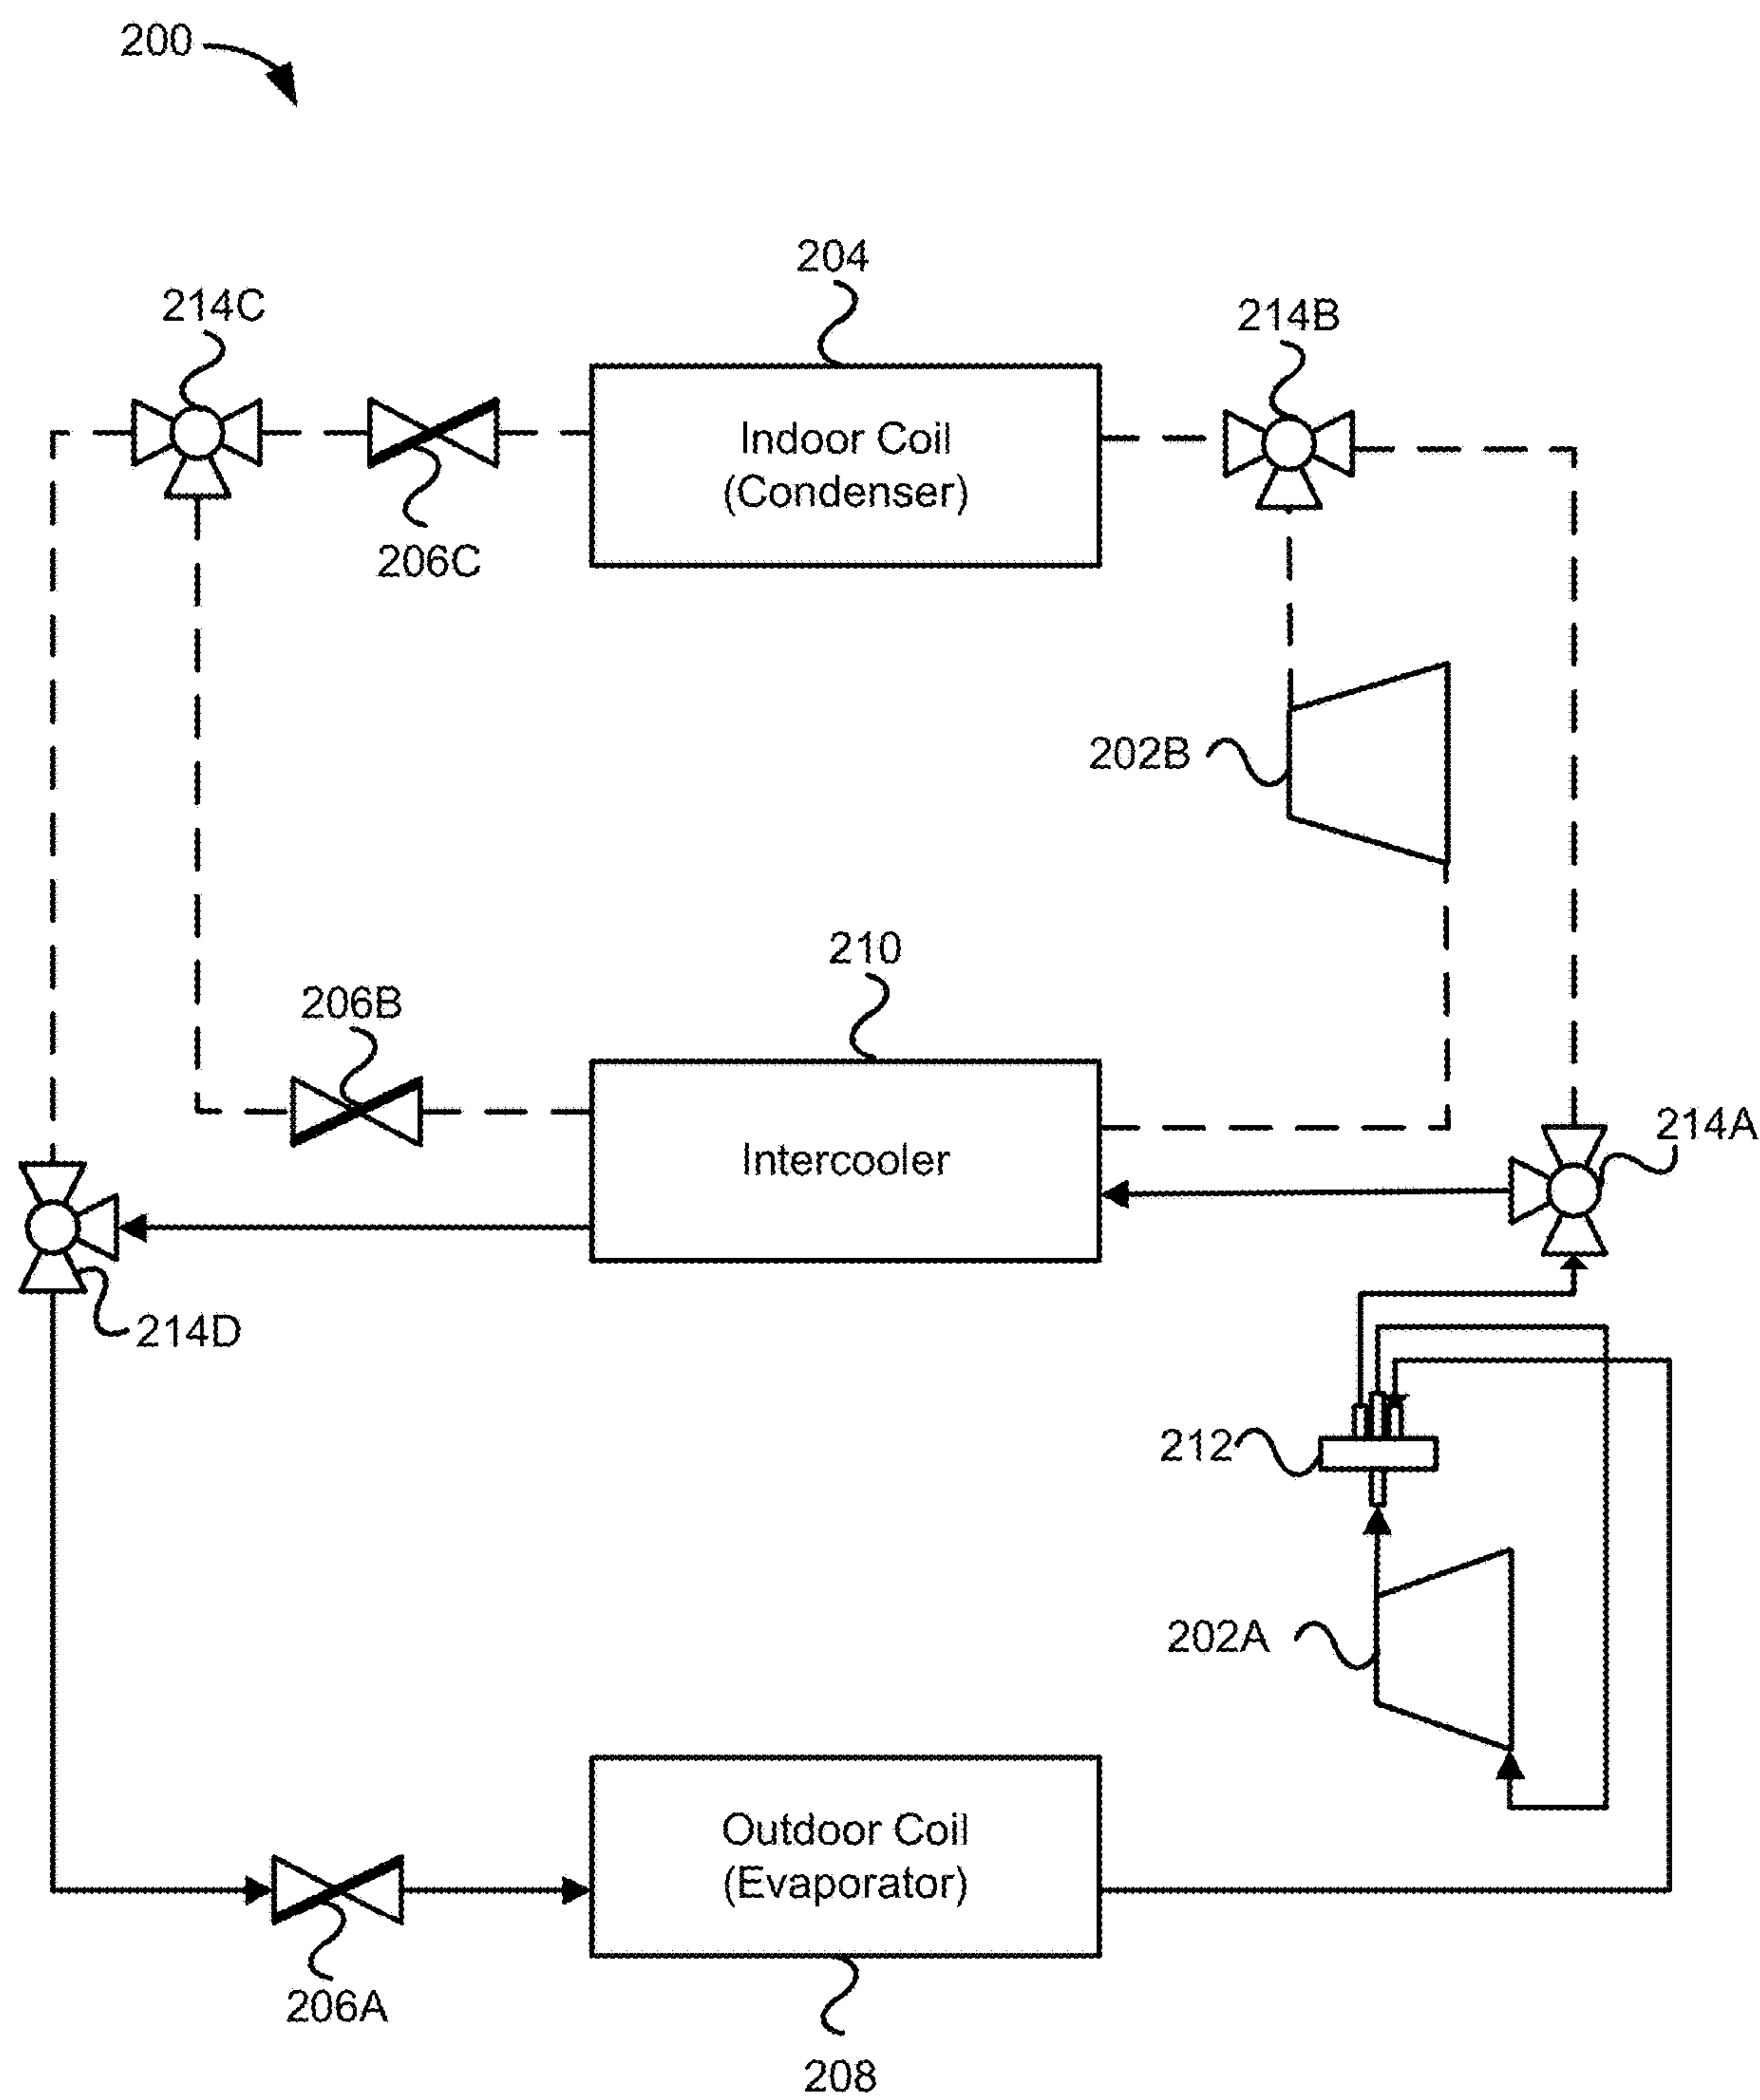 200
204
214C
214B
Indoor Coil
(Condenser)
206C
202B
210
206B
214A
Intercooler
214D
212
202A
Outdoor Coil
(Evaporator)
206A
208